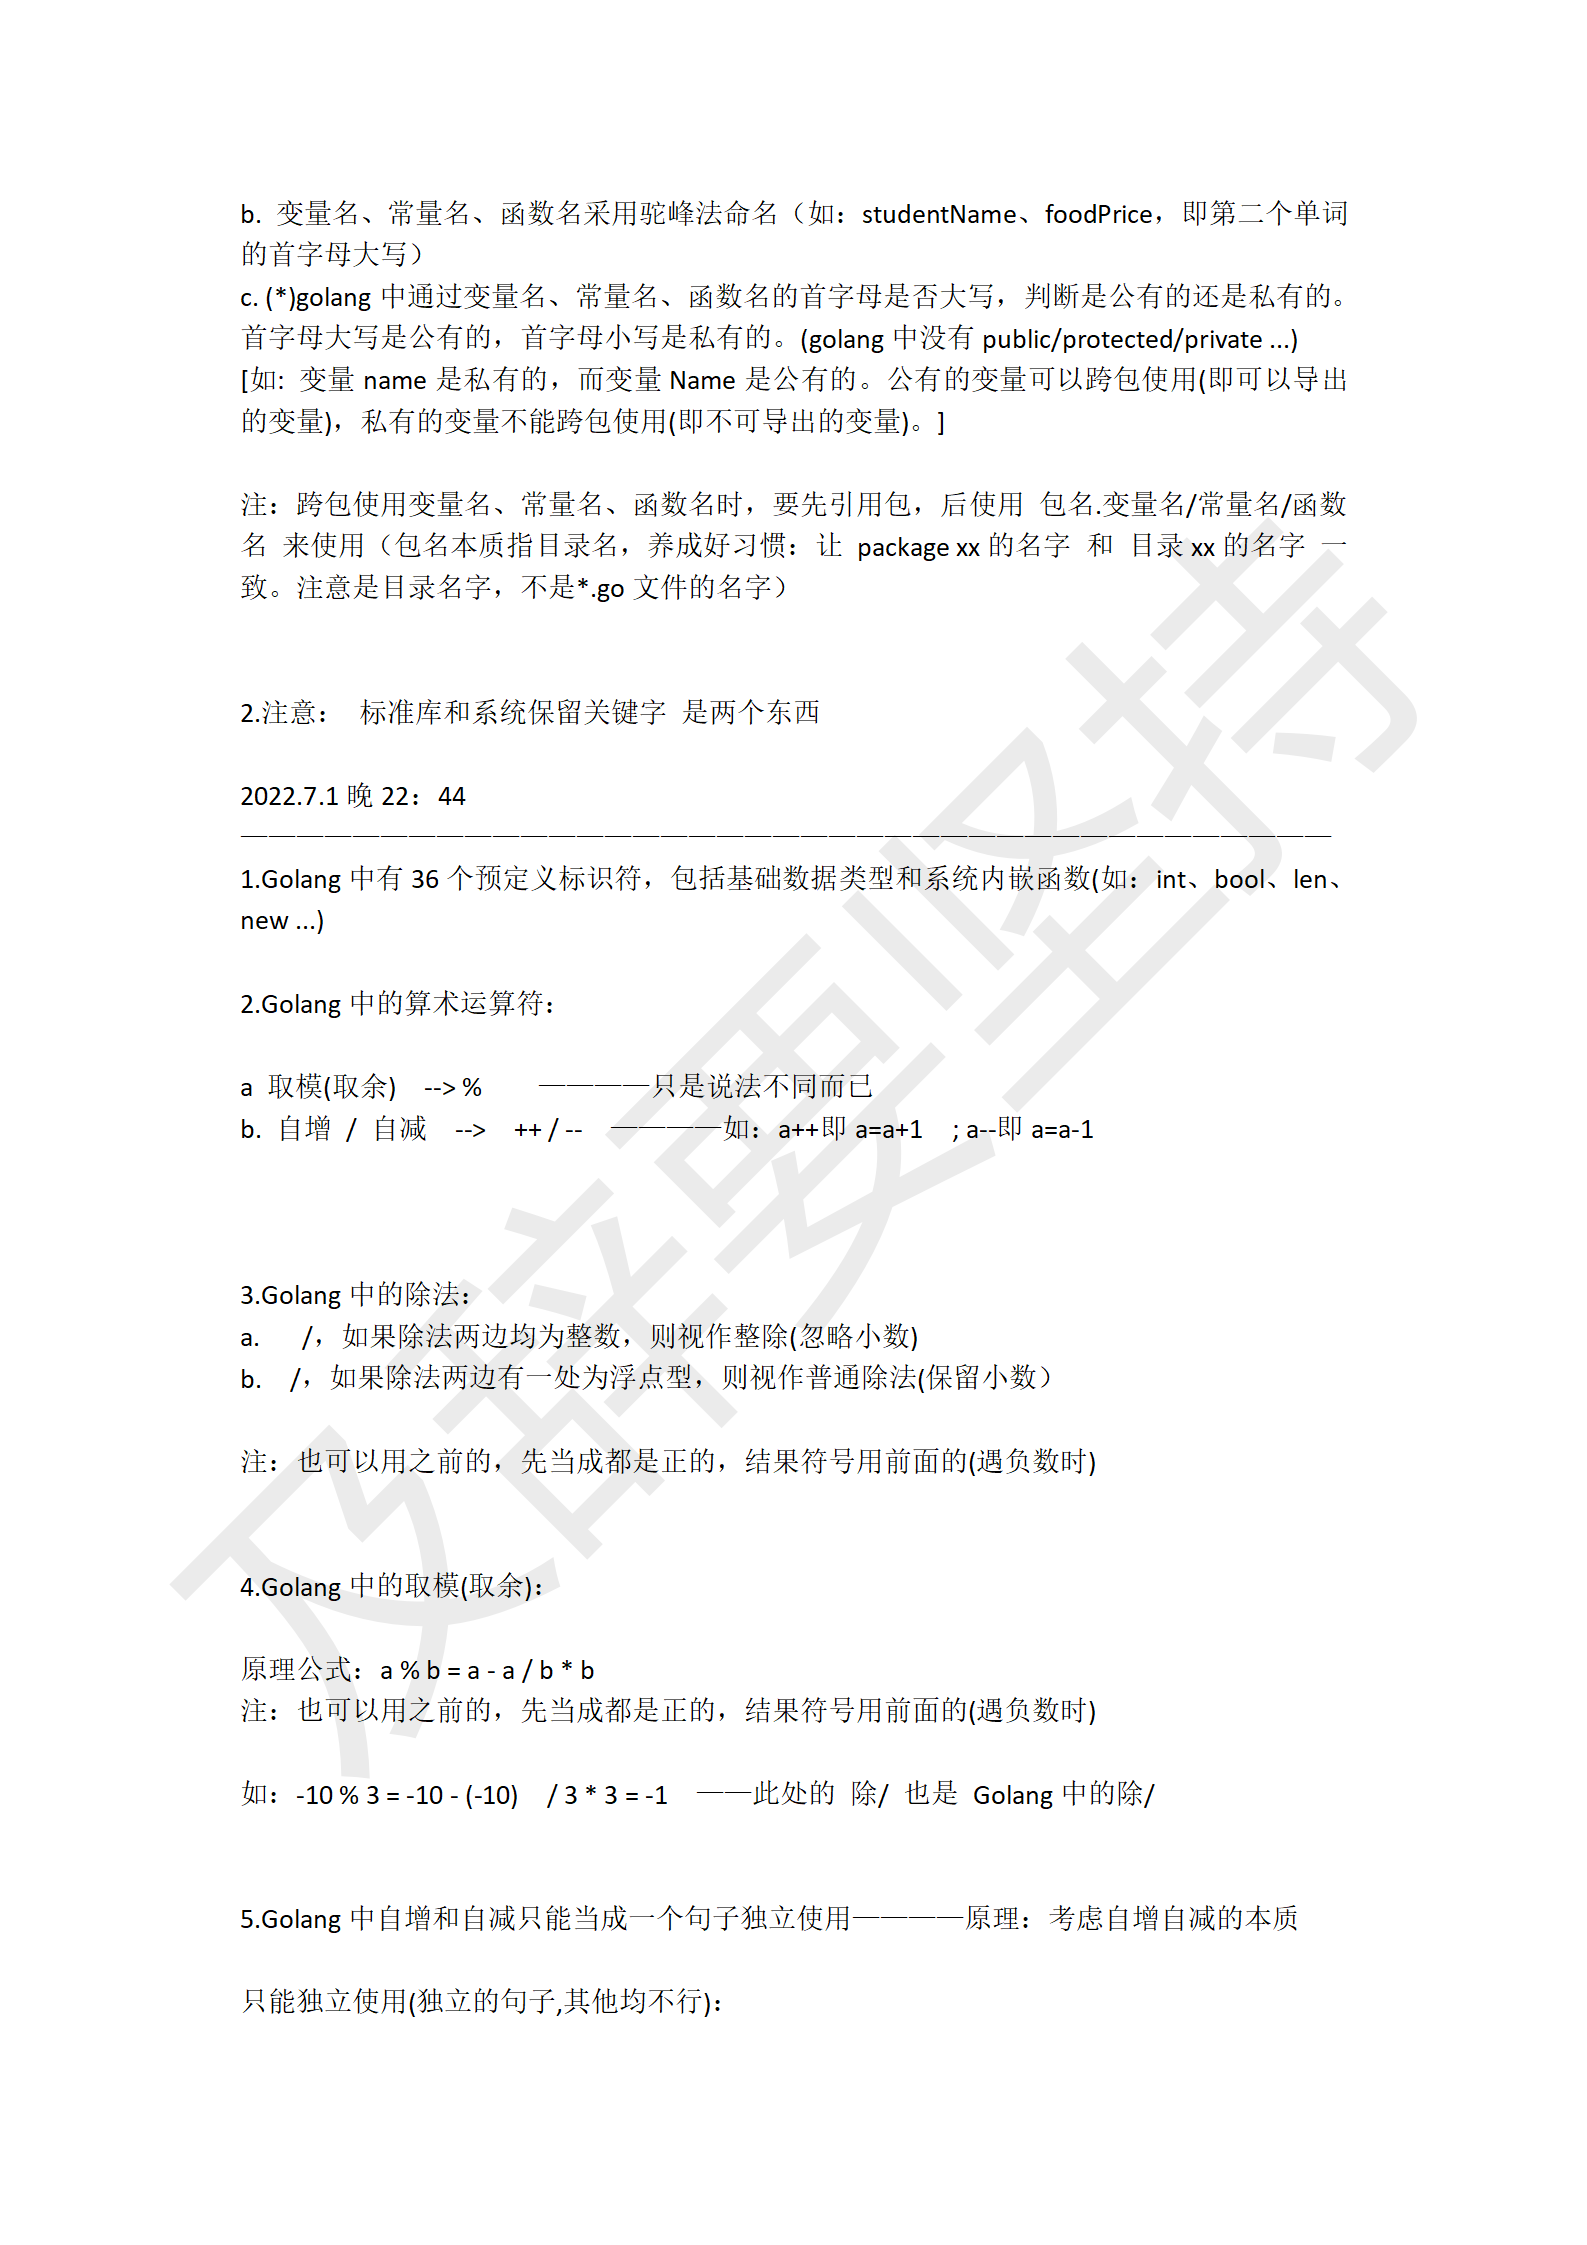 b. 变量名、常量名、函数名采用驼峰法命名（如：studentName、foodPrice，即第二个单词
的首字母大写）
c. (*)golang 中通过变量名、常量名、函数名的首字母是否大写，判断是公有的还是私有的。
首字母大写是公有的，首字母小写是私有的。(golang 中没有 public/protected/private ...)
[如: 变量 name 是私有的，而变量 Name 是公有的。公有的变量可以跨包使用(即可以导出
的变量)，私有的变量不能跨包使用(即不可导出的变量)。]
注：跨包使用变量名、常量名、函数名时，要先引用包，后使用 包名.变量名/常量名/函数
名 来使用（包名本质指目录名，养成好习惯：让 package xx 的名字 和 目录 xx 的名字 一
致。注意是目录名字，不是*.go 文件的名字）
2.注意： 标准库和系统保留关键字 是两个东西
2022.7.1 晚 22：44
———————————————————————————————————————
1.Golang 中有 36 个预定义标识符，包括基础数据类型和系统内嵌函数(如：int、bool、len、
new ...)
2.Golang 中的算术运算符：
a 取模(取余) --> % ————只是说法不同而已
b. 自增 / 自减 --> ++ / -- ————如：a++即 a=a+1 ; a--即 a=a-1
3.Golang 中的除法：
a. /，如果除法两边均为整数，则视作整除(忽略小数)
b. /，如果除法两边有一处为浮点型，则视作普通除法(保留小数）
注：也可以用之前的，先当成都是正的，结果符号用前面的(遇负数时)
4.Golang 中的取模(取余)：
原理公式：a % b = a - a / b * b
注：也可以用之前的，先当成都是正的，结果符号用前面的(遇负数时)
如：-10 % 3 = -10 - (-10) / 3 * 3 = -1 ——此处的 除/ 也是 Golang 中的除/
5.Golang 中自增和自减只能当成一个句子独立使用————原理：考虑自增自减的本质
只能独立使用(独立的句子,其他均不行)：
及辞要坚持